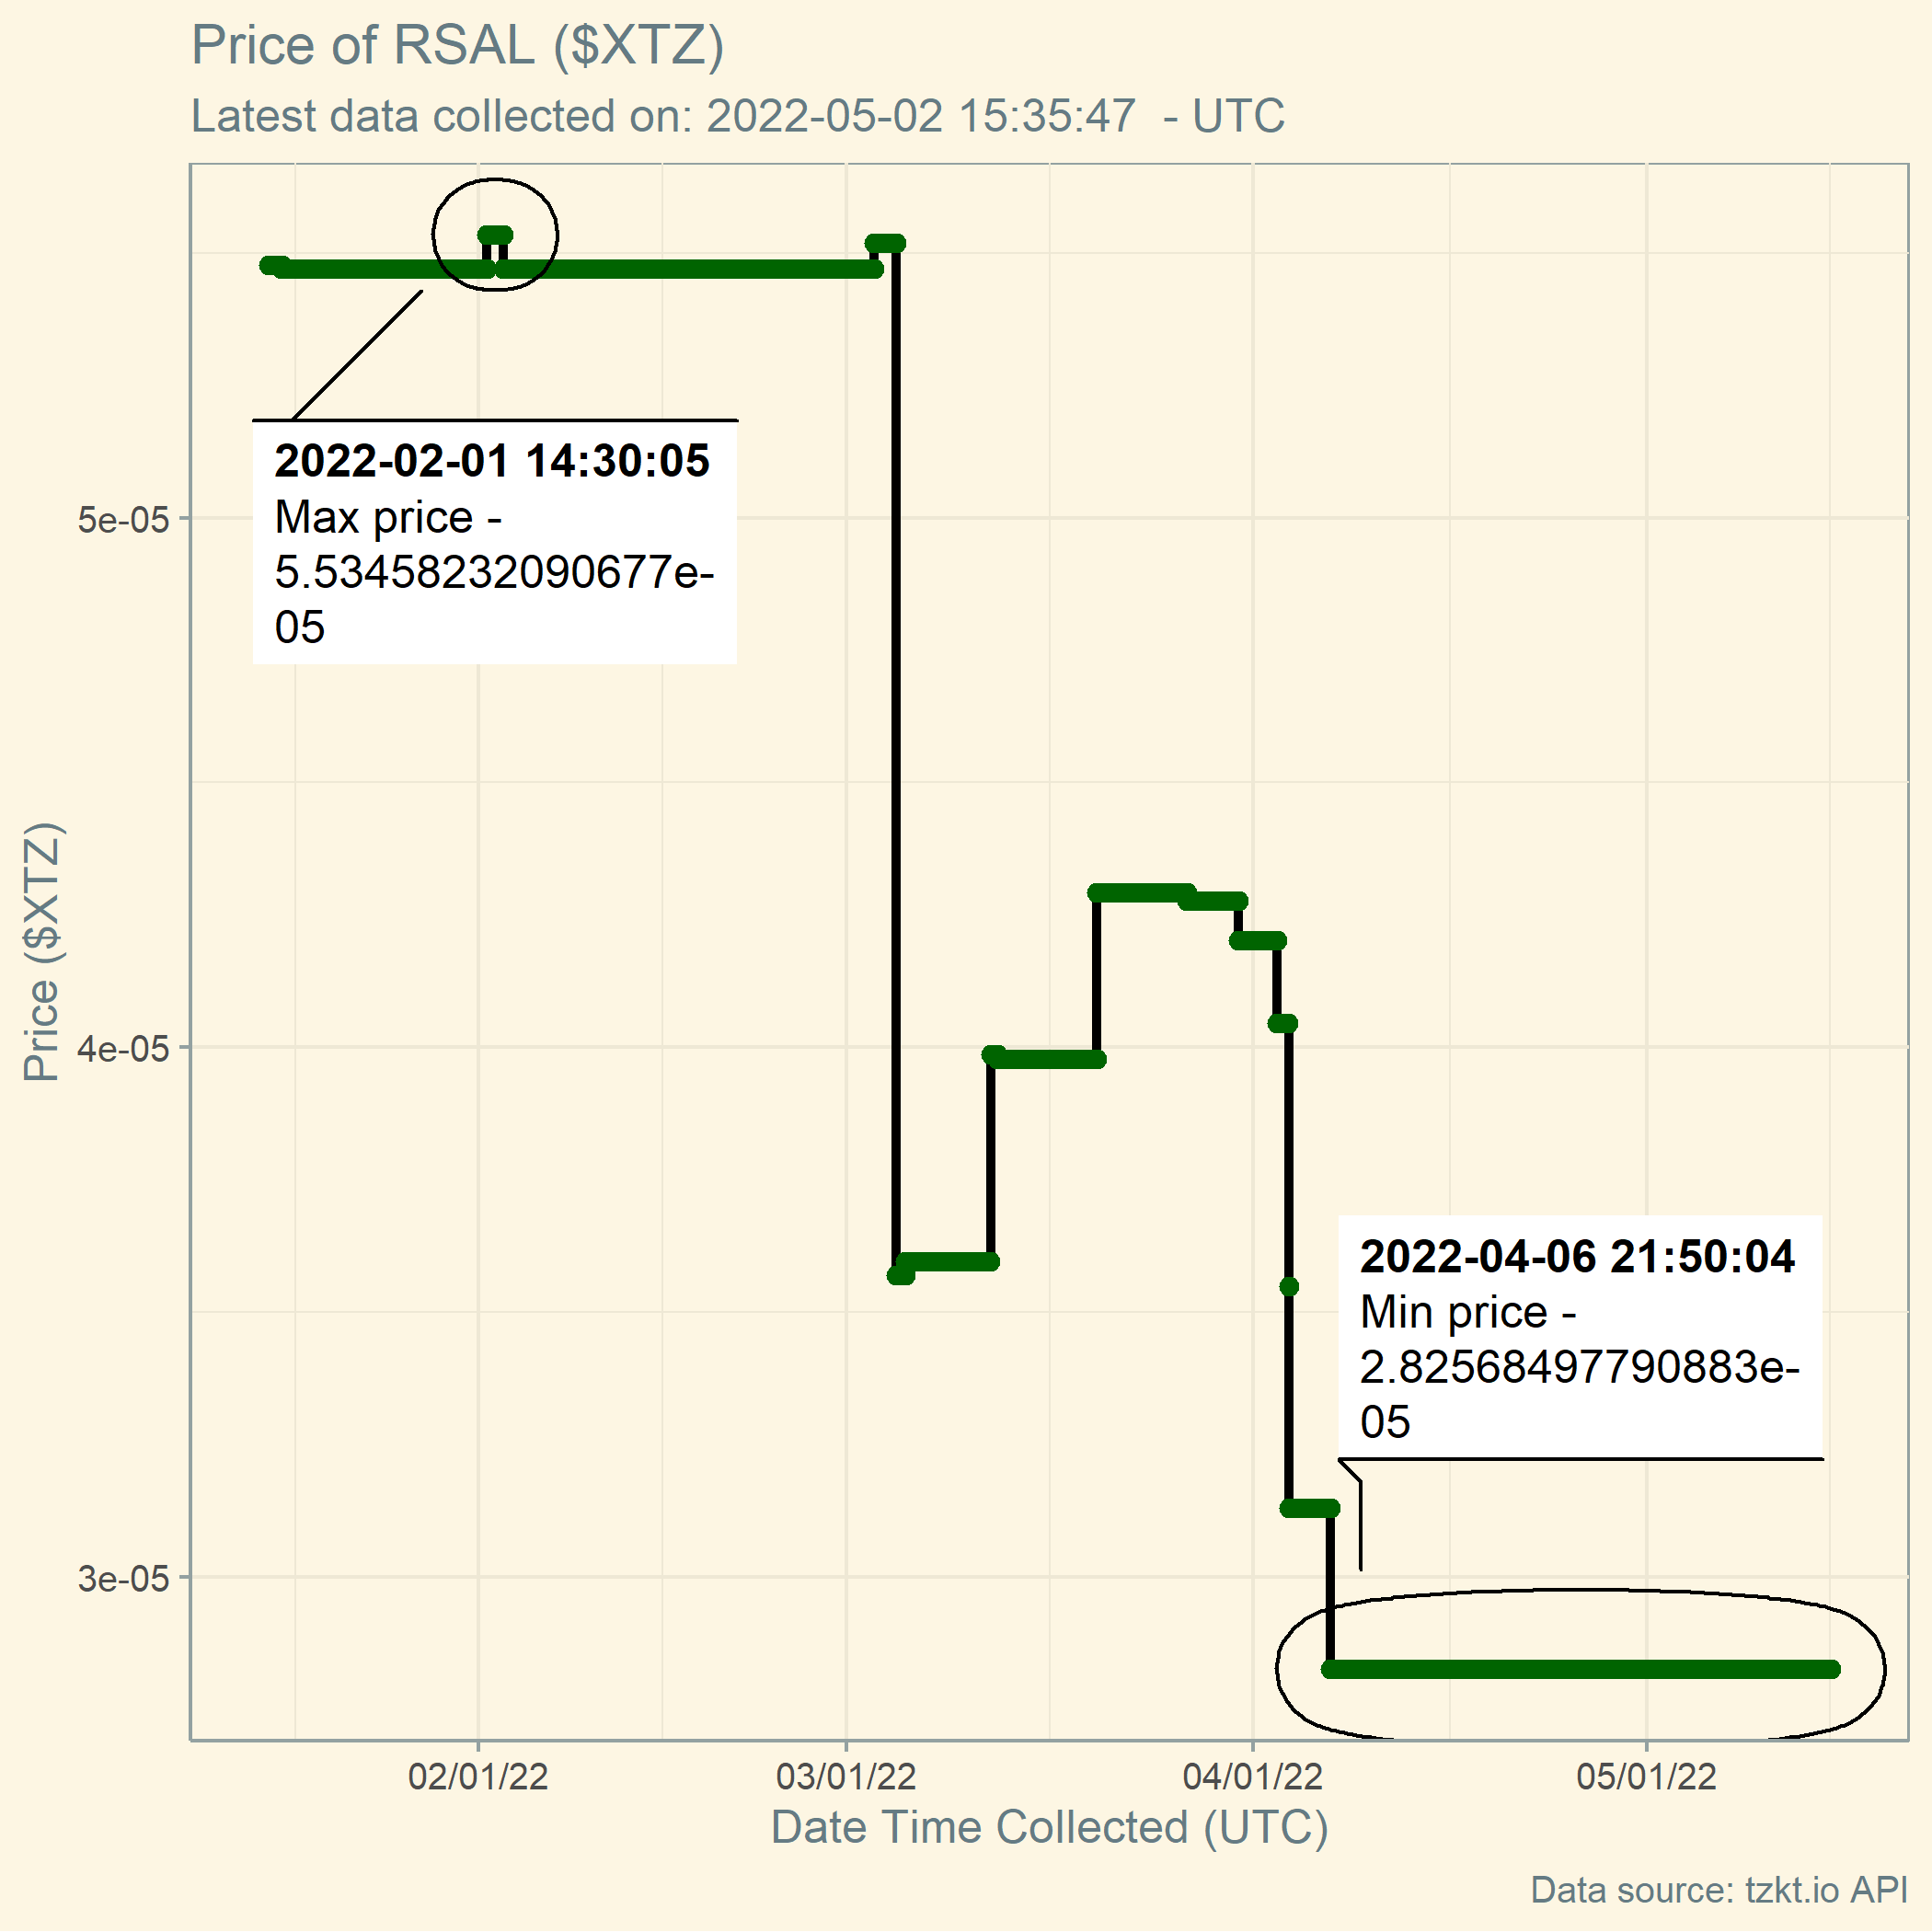 Price of RSAL ($XTZ)
Latest data collected on: 2022-05-02 15:35:47  - UTC
2022-02-01 14:30:05
Max price -
5.53458232090677e-
05
5e-05
Price ($XTZ)
4e-05
2022-04-06 21:50:04
Min price -
2.82568497790883e-
05
3e-05
02/01/22 03/01/22 04/01/22 05/01/22
Date Time Collected (UTC)
Data source: tzkt.io API